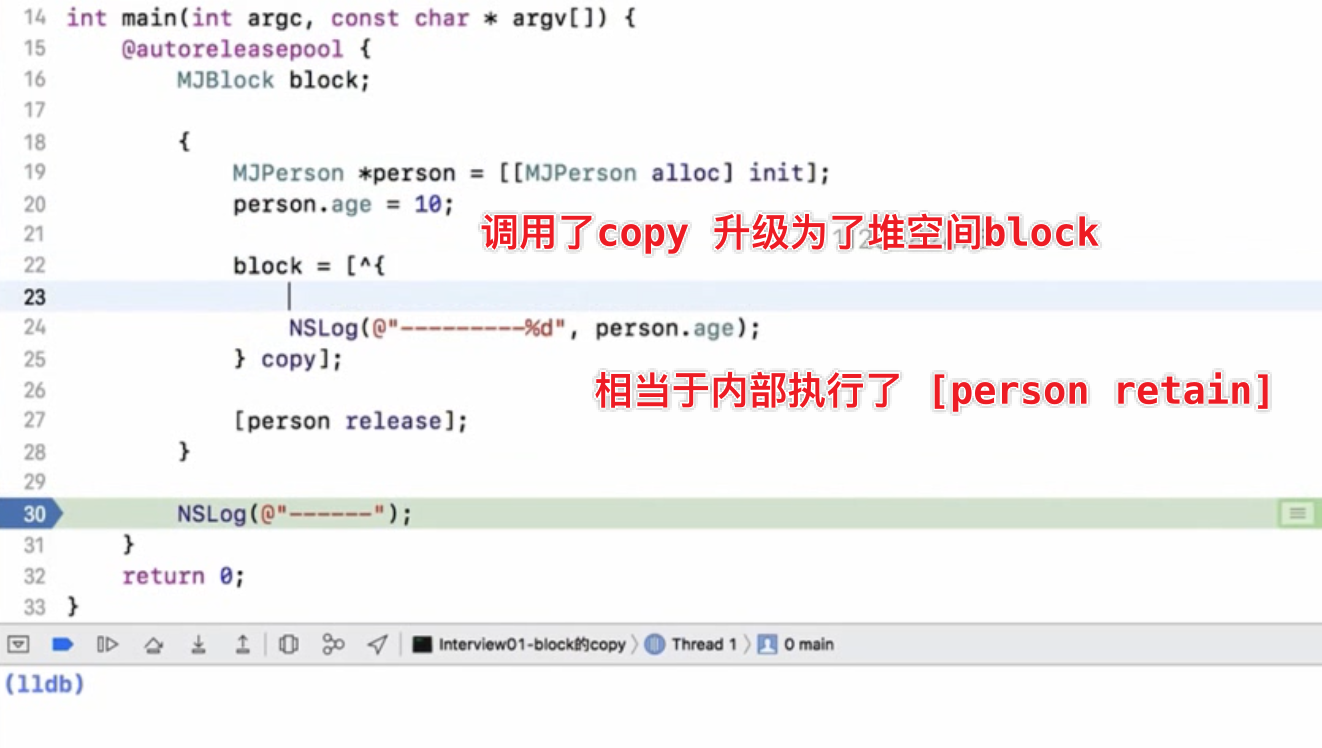 14 int main(int argc, const char * argv[]) {
15 @autoreleasepool {
16 MJBlock block;
17
18 {
19 MJPerson *person = [[MJPerson alloc] init];
20 person.age = 10;
调用了copy 升级为了堆空间block
21
22 block = [^{
23
24 NSLog(@"---------%d", person.age);
25 } copy];
相当于内部执行了 [person retain]
26
27 [person release];
28 }
29
30 NSLog(@"------");
31 }
32 return 0;
33 }
Interview01-block的copy 〉 Thread 1 〉 0 main
(lldb)